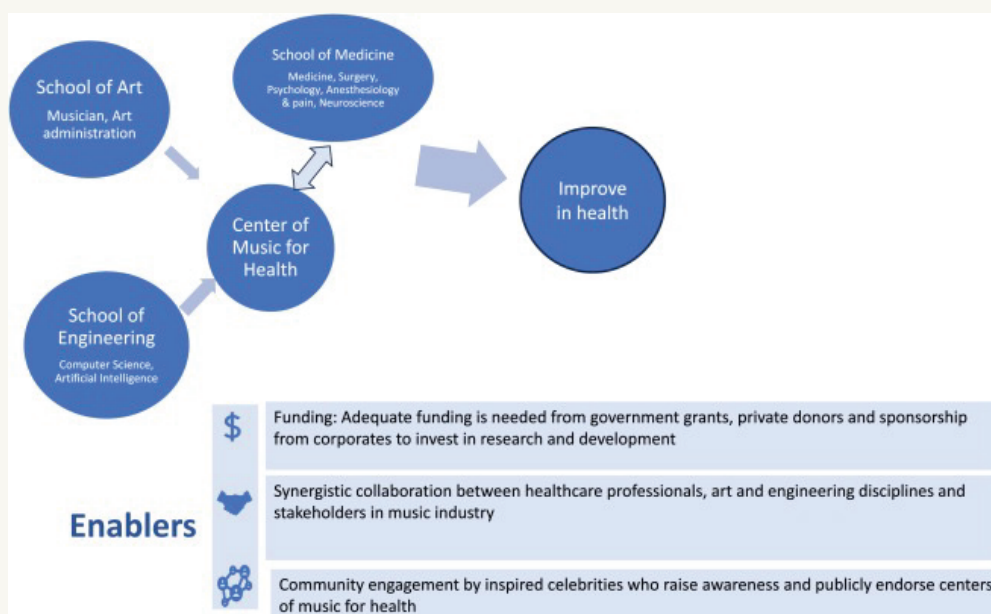 School of Art
Musician, Art
administration
School of Medicine
Medicine, Surgery,
Psychology, Anesthesiology
& pain, Neuroscience
Improve
in health
Center of
Music for
Health
School of
Engineering
Computer Science,
Artificial Intelligence
Enablers
$
Funding: Adequate funding is needed from government grants, private donors and sponsorship
from corporates to invest in research and development
Synergistic collaboration between healthcare professionals, art and engineering disciplines and
stakeholders in music industry
Community engagement by inspired celebrities who raise awareness and publicly endorse centers
of music for health